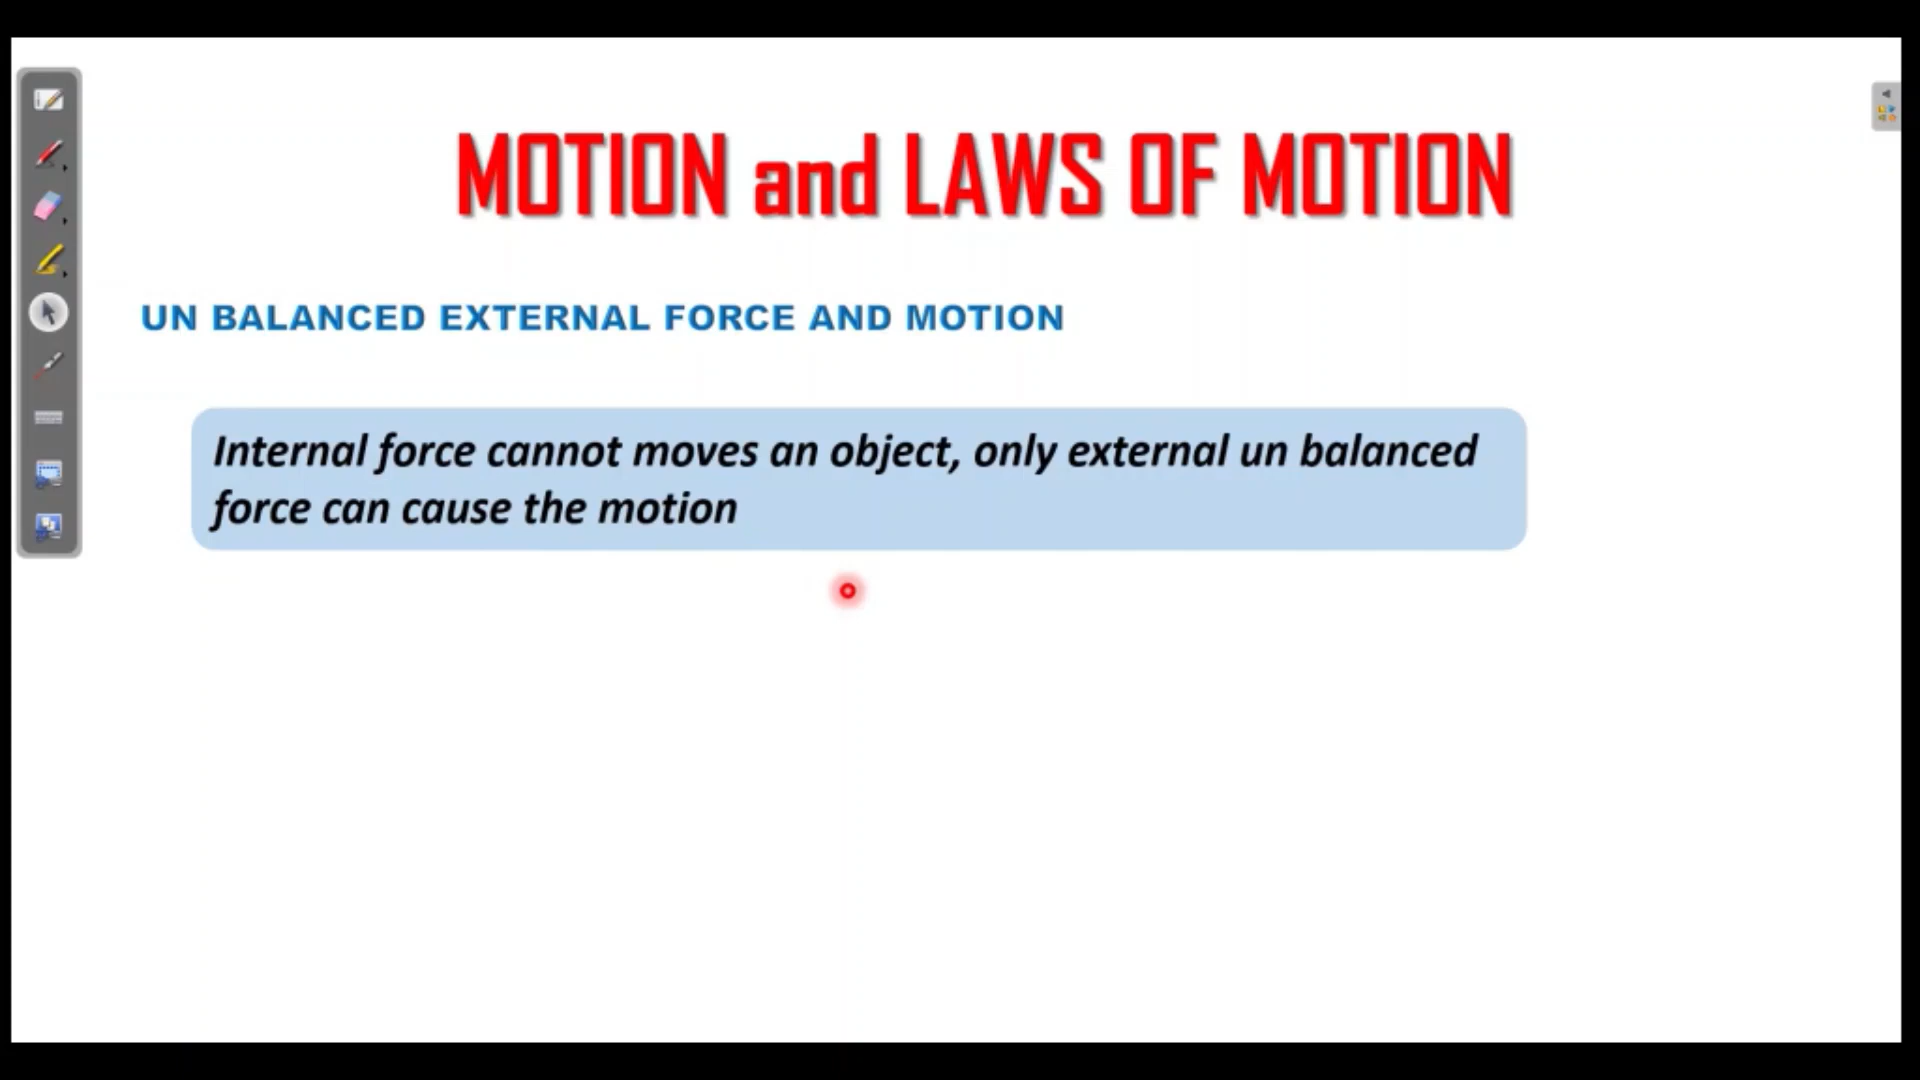 MOTION and LAWS OF MOTION
UN BALANCED EXTERNAL FORCE AND MOTION
Internal force cannot moves an object, only external un balanced
force can cause the motion